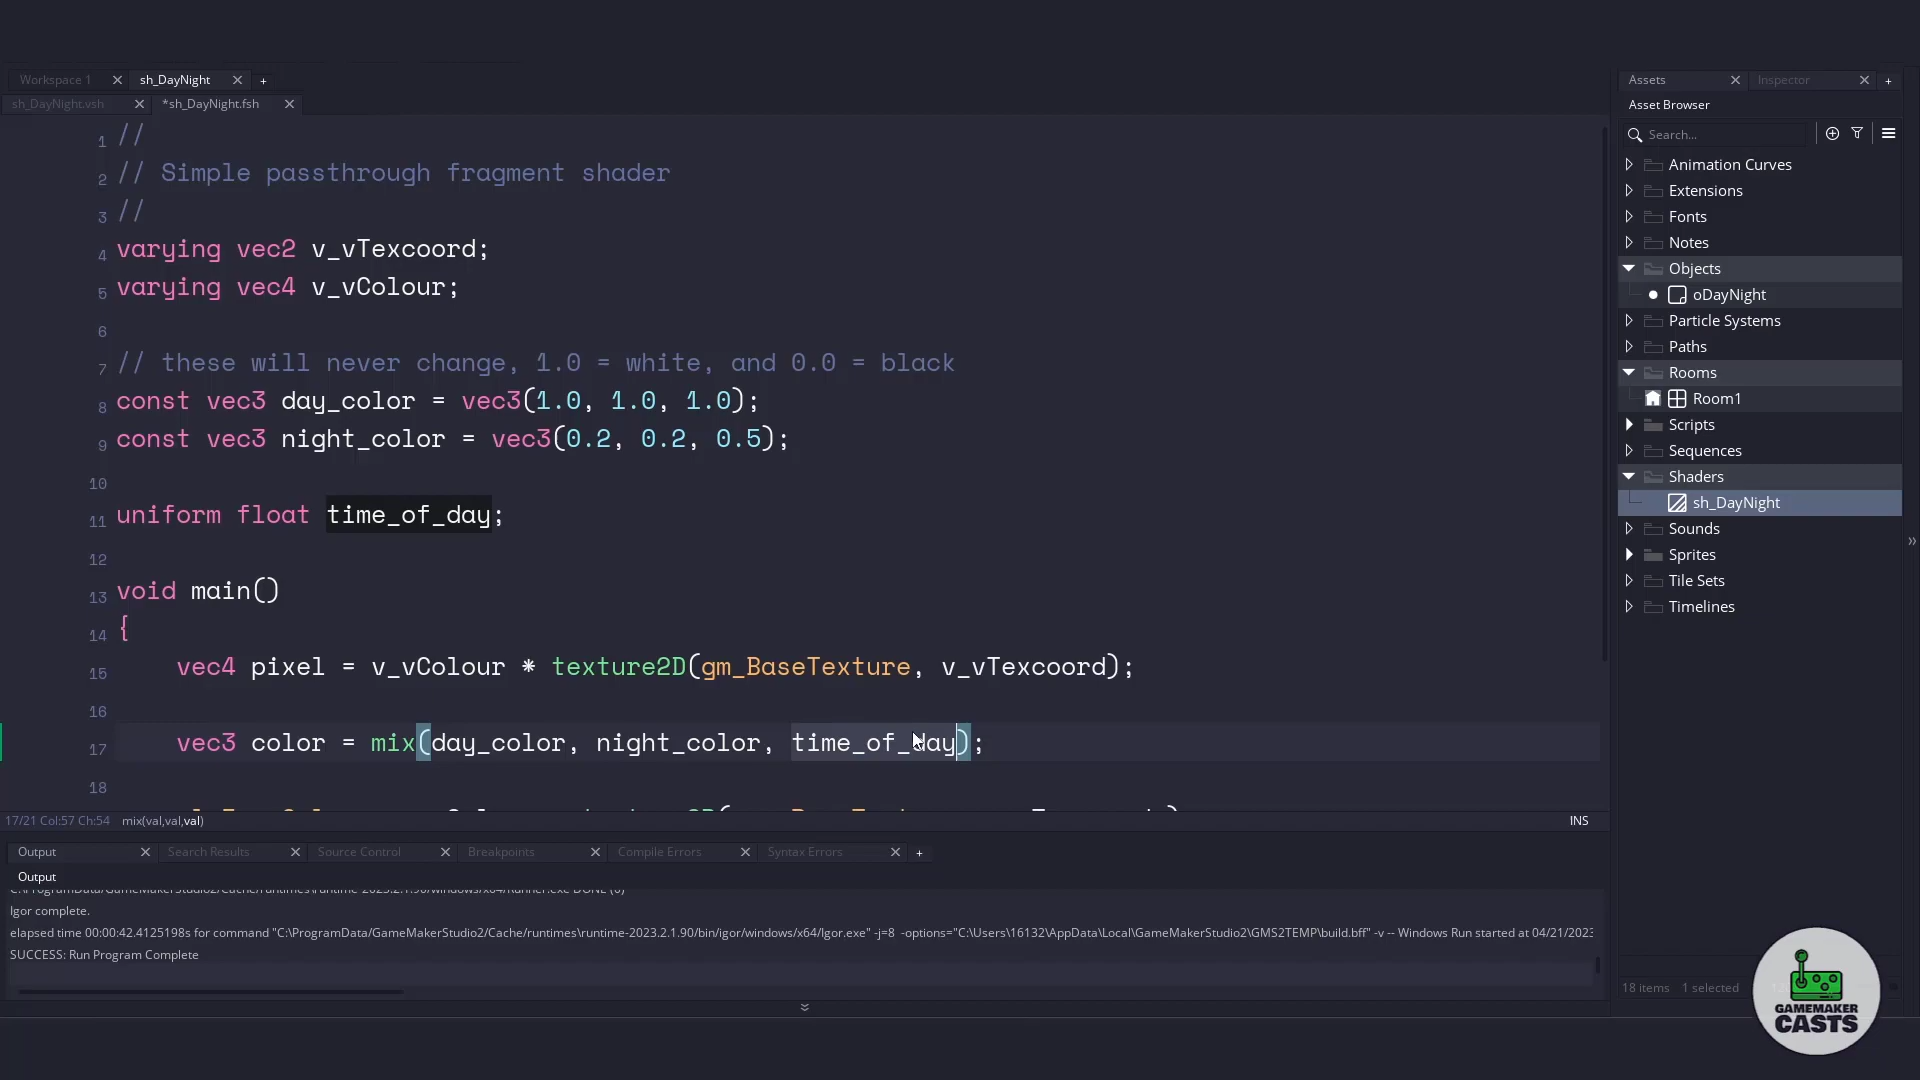 Workspace 1
sh_DayNight
+
sh_DayNight.vsh
*sh_DayNight.fsh
1 //
2 // Simple passthrough fragment shader
3 //
4 varying vec2 v_vTexcoord;
5 varying vec4 v_vColour;
6
7 // these will never change, 1.0 = white, and 0.0 = black
8 const vec3 day_color = vec3(1.0, 1.0, 1.0);
9 const vec3 night_color = vec3(0.2, 0.2, 0.5);
10
11 uniform float time_of_day;
12
13 void main()
14 {
15 vec4 pixel = v_vColour * texture2D(gm_BaseTexture, v_vTexcoord);
16
17 vec3 color = mix(day_color, night_color, time_of_day);
18
17/21 Col:57 Ch:54 mix(val,val,val)
INS
Output
Search Results
Source Control
Breakpoints
Compile Errors
Syntax Errors
+
Output
Igor complete.
elapsed time 00:00:42.4125198s for command "C:\ProgramData/GameMakerStudio2/Cache/runtimes\runtime-2023.2.1.90/bin/igor/windows/x64/Igor.exe" -j=8 -options="C:\Users\16132\AppData\Local\GameMakerStudio2\GMS2TEMP\build.bff" -v -- Windows Run started at 04/21/2023
SUCCESS: Run Program Complete
Assets
Inspector
+
Asset Browser
Search...
Animation Curves
Extensions
Fonts
Notes
Objects
oDayNight
Particle Systems
Paths
Rooms
Room1
Scripts
Sequences
Shaders
sh_DayNight
Sounds
Sprites
Tile Sets
Timelines
18 items 1 selected
GAMEMAKER
CASTS